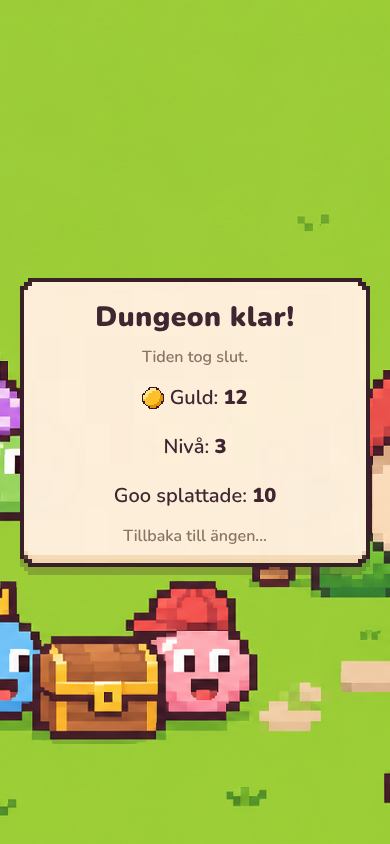 Dungeon klar!
Tiden tog slut.
Guld: 12
Nivå: 3
Goo splattade: 10
Tillbaka till ängen...